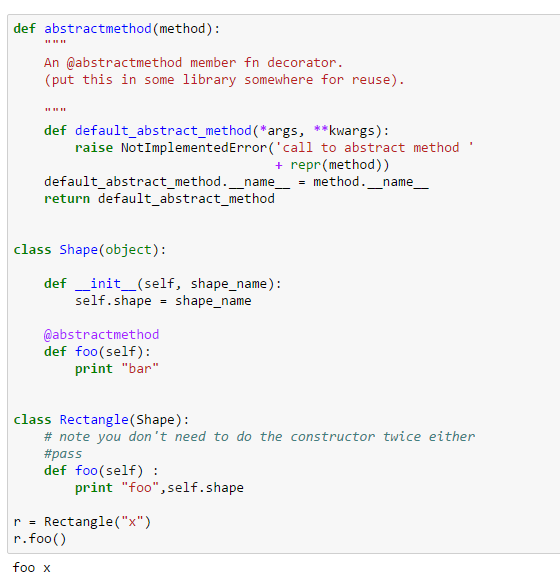 def abstractmethod(method):
    """
    An @abstractmethod member fn decorator.
    (put this in some library somewhere for reuse).
    """
    def default_abstract_method(*args, **kwargs):
        raise NotImplementedError('call to abstract method '
                                  + repr(method))
    default_abstract_method.__name__ = method.__name__
    return default_abstract_method
class Shape(object):
    def __init__(self, shape_name):
        self.shape = shape_name
    @abstractmethod
    def foo(self):
        print "bar"
class Rectangle(Shape):
    # note you don't need to do the constructor twice either
    #pass
    def foo(self) :
        print "foo",self.shape
r = Rectangle("x")
r.foo()
foo x